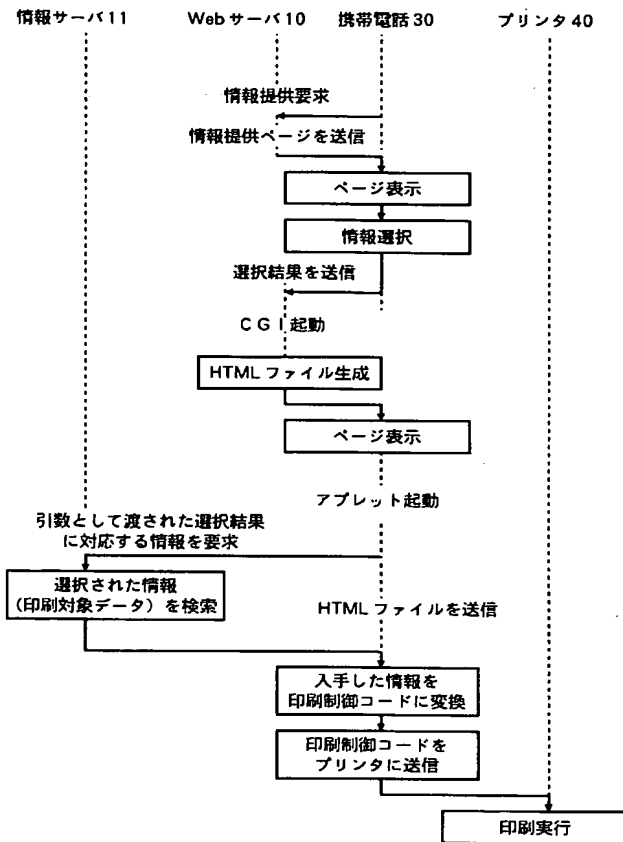 情報サーバ11 Webサーバ10 携帯電話30 プリンタ40
情報提供要求
情報提供ページを送信
ページ表示
情報選択
選択結果を送信
CGI起動
HTMLファイル生成
ページ表示
アプレット起動
引数として渡された選択結果
に対応する情報を要求
選択された情報
(印刷対象データ)を検索
HTMLファイルを送信
入手した情報を
印刷制御コードに変換
印刷制御コードを
プリンタに送信
印刷実行